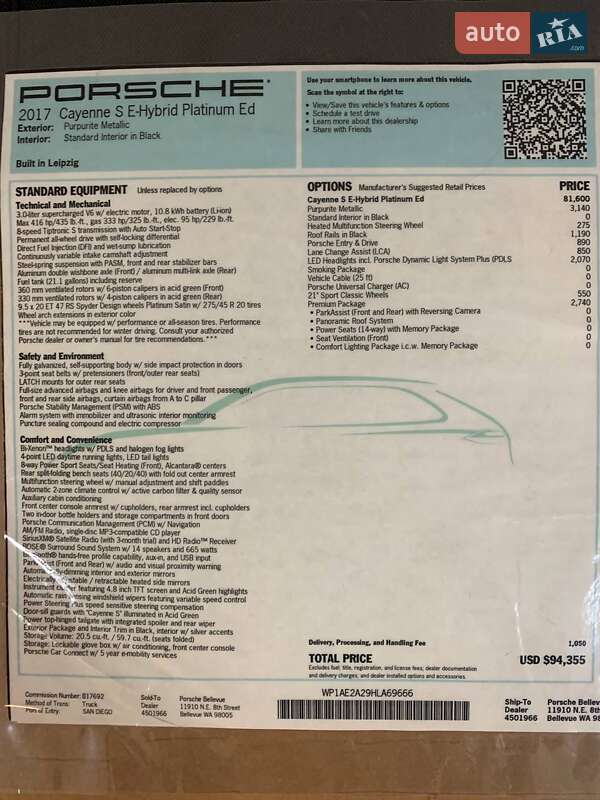 auto RIA.com
PORSCHE
2017 Cayenne S E-Hybrid Platinum Ed
Exterior: Purpurite Metallic
Interior: Standard Interior in Black
Built in Leipzig
Use your smartphone to learn more about this vehicle.
Scan the symbol at the right to:
• View/Save this vehicle's features & options
• Schedule a test drive
• Learn more about this dealership
• Share with Friends
STANDARD EQUIPMENT Unless replaced by options
Technical and Mechanical
3.0-liter supercharged V6 w/ electric motor, 10.8 kWh battery (Li-ion)
Max 416 hp/435 lb.-ft., gas 333 hp/325 lb.-ft., elec. 95 hp/229 lb.-ft.
8-speed Tiptronic S transmission with Auto Start-Stop
Permanent all-wheel drive with self-locking differential
Direct Fuel Injection (DFI) and wet-sump lubrication
Continuously variable intake camshaft adjustment
Steel-spring suspension with PASM, front and rear stabilizer bars
Aluminum double wishbone axle (Front) / aluminum multi-link axle (Rear)
Fuel tank (21.1 gallons) including reserve
360 mm ventilated rotors w/ 6-piston calipers in acid green (Front)
330 mm ventilated rotors w/ 4-piston calipers in acid green (Rear)
9.5 x 20 ET 47 RS Spyder Design wheels Platinum Satin w/ 275/45 R 20 tires
Wheel arch extensions in exterior color
***Vehicle may be equipped w/ performance or all-season tires. Performance
tires are not recommended for winter driving. Consult your authorized
Porsche dealer or owner's manual for tire recommendations.***
Safety and Environment
Fully galvanized, self-supporting body w/ side impact protection in doors
3-point seat belts w/ pretensioners (front/outer rear seats)
LATCH mounts for outer rear seats
Full-size advanced airbags and knee airbags for driver and front passenger,
front and rear side airbags, curtain airbags from A to C pillar
Porsche Stability Management (PSM) with ABS
Alarm system with immobilizer and ultrasonic interior monitoring
Puncture sealing compound and electric compressor
Comfort and Convenience
Bi-Xenon™ headlights w/ PDLS and halogen fog lights
4-point LED daytime running lights, LED tail lights
8-way Power Sport Seats/Seat Heating (Front), Alcantara® centers
Rear split-folding bench seats (40/20/40) with fold out center armrest
Multifunction steering wheel w/ manual adjustment and shift paddles
Automatic 2-zone climate control w/ active carbon filter & quality sensor
Auxiliary cabin conditioning
Front center console armrest w/ cupholders, rear armrest incl. cupholders
Two in-door bottle holders and storage compartments in front doors
Porsche Communication Management (PCM) w/ Navigation
AM/FM Radio, single-disc MP3-compatible CD player
SiriusXM® Satellite Radio (with 3-month trial) and HD Radio™ Receiver
BOSE® Surround Sound System w/ 14 speakers and 665 watts
hands-free profile capability, aux-in, and USB input
(Front and Rear) w/ audio and visual proximity warning
dimming interior and exterior mirrors
adjustable / retractable heated side mirrors
Instrument cluster featuring 4.8 inch TFT screen and Acid Green highlights
Automatic rain sensing windshield wipers featuring variable speed control
Power Steering Plus speed sensitive steering compensation
Door-sill guards with "Cayenne S" illuminated in Acid Green
Power top-hinged tailgate with integrated spoiler and rear wiper
Exterior Package and Interior Trim in Black, interior w/ silver accents
Storage Volume: 20.5 cu.-ft. / 59.7 cu.-ft. (seats folded)
Storage: Lockable glove box w/ air conditioning, front center console
Porsche Car Connect w/ 5 year e-mobility services
OPTIONS Manufacturer's Suggested Retail Prices PRICE
Cayenne S E-Hybrid Platinum Ed 81,600
Purpurite Metallic 3,140
Standard Interior in Black 0
Heated Multifunction Steering Wheel 275
Roof Rails in Black 1,190
Porsche Entry & Drive 890
Lane Change Assist (LCA) 850
LED Headlights incl. Porsche Dynamic Light System Plus (PDLS 2,070
Smoking Package 0
Vehicle Cable (25 ft) 0
Porsche Universal Charger (AC) 0
21" Sport Classic Wheels 550
Premium Package 2,740
• ParkAssist (Front and Rear) with Reversing Camera 0
• Panoramic Roof System 0
• Power Seats (14-way) with Memory Package 0
• Seat Ventilation (Front) 0
• Comfort Lighting Package i.c.w. Memory Package 0
Delivery, Processing, and Handling Fee 1,050
TOTAL PRICE USD $94,355
Excludes fuel, title, registration, and license fees; dealer documentation
and delivery charges, and dealer installed options and accessories.
Commission Number: 817692
Method of Trans: Truck
Port of Entry: SAN DIEGO
Sold-To
Dealer
4501966
Porsche Bellevue
11910 N.E. 8th Street
Bellevue WA 98005
WP1AE2A29HLA69666
Ship-To
Dealer
4501966
Porsche Bellev
11910 N.E. 8th
Bellevue WA 98